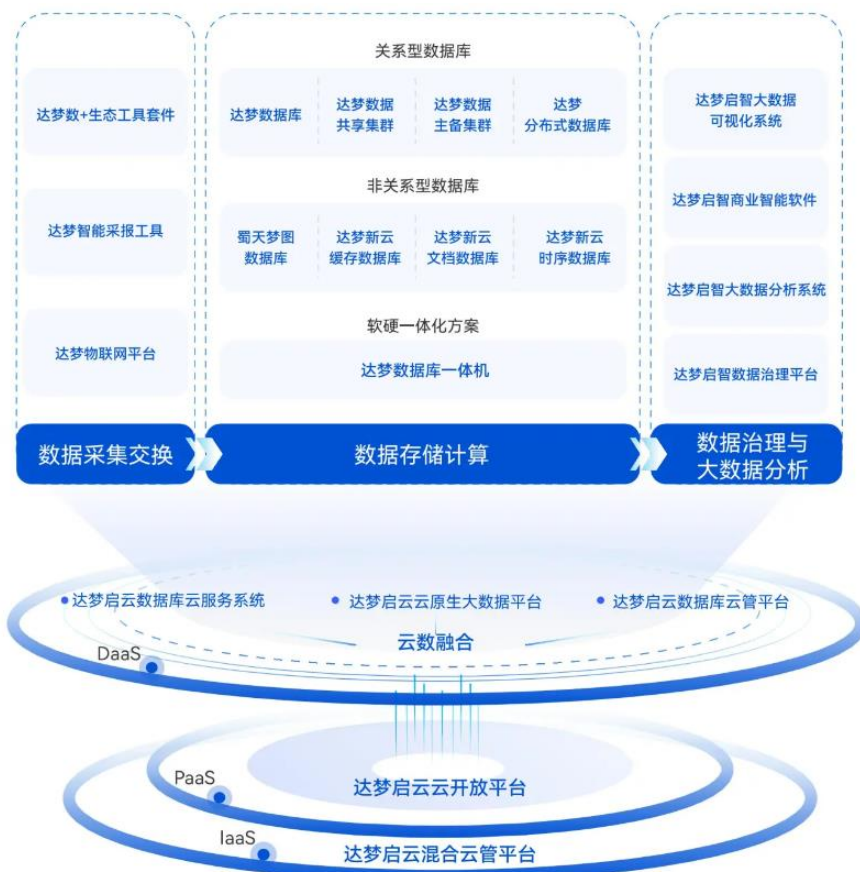 达梦数+生态工具套件
达梦智能采报工具
达梦物联网平台
数据采集交换
关系型数据库
达梦数据库
达梦数据
共享集群
达梦数据
主备集群
达梦
分布式数据库
非关系型数据库
蜀天梦图
数据库
达梦新云
缓存数据库
达梦新云
文档数据库
达梦新云
时序数据库
软硬一体化方案
达梦数据库一体机
数据存储计算
达梦启智大数据
可视化系统
达梦启智商业智能软件
达梦启智大数据分析系统
达梦启智数据治理平台
数据治理与
大数据分析
达梦启云数据库云服务系统
达梦启云云原生大数据平台
达梦启云数据库云管平台
云数融合
DaaS
PaaS
达梦启云云开放平台
IaaS
达梦启云混合云管平台